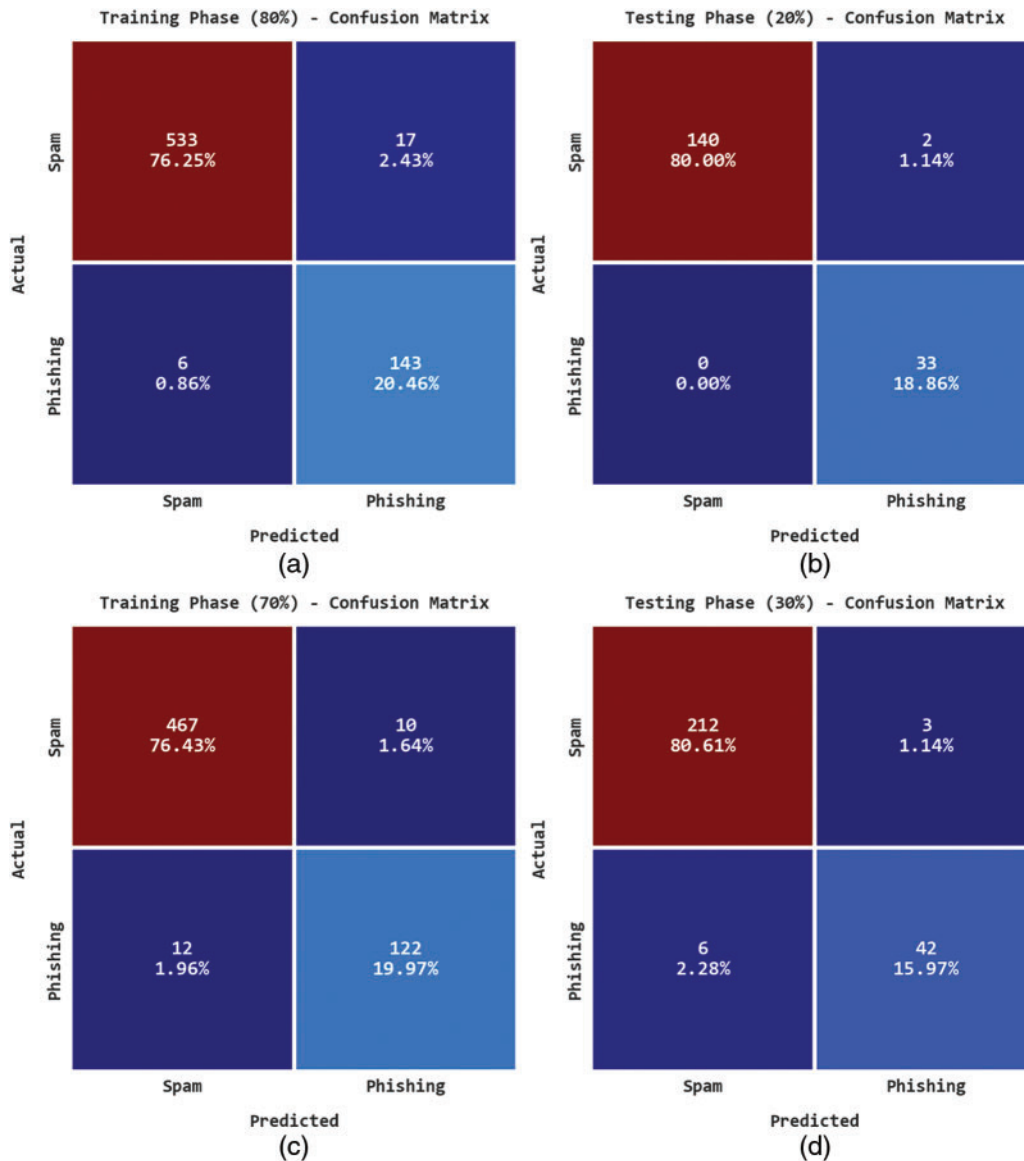 Training Phase (80%) - Confusion Matrix
Spam
533
76.25%
17
2.43%
Actual
Phishing
6
0.86%
143
20.46%
Spam
Phishing
Predicted
(a)
Testing Phase (20%) - Confusion Matrix
Spam
140
80.00%
2
1.14%
Actual
Phishing
0
0.00%
33
18.86%
Spam
Phishing
Predicted
(b)
Training Phase (70%) - Confusion Matrix
Spam
467
76.43%
10
1.64%
Actual
Phishing
12
1.96%
122
19.97%
Spam
Phishing
Predicted
(c)
Testing Phase (30%) - Confusion Matrix
Spam
212
80.61%
3
1.14%
Actual
Phishing
6
2.28%
42
15.97%
Spam
Phishing
Predicted
(d)